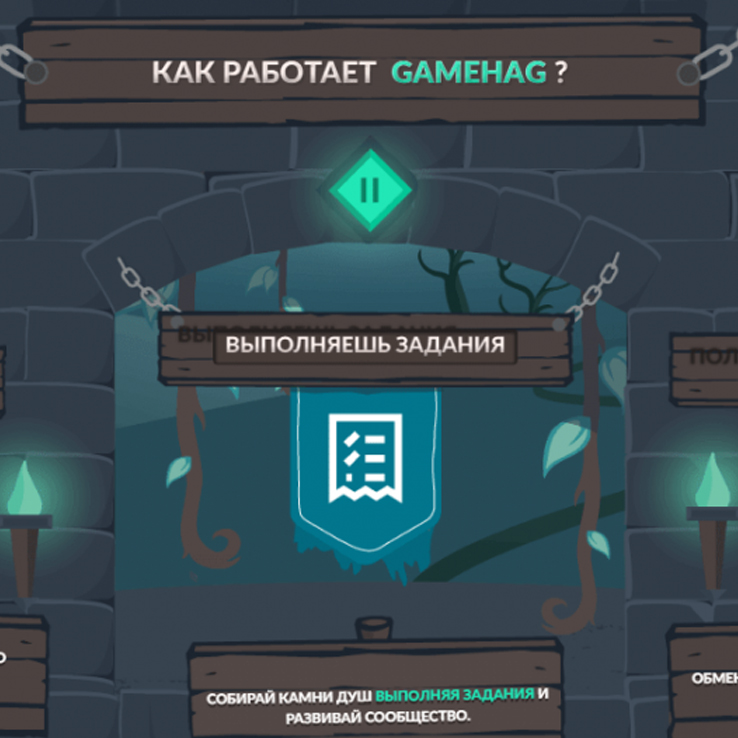 КАК РАБОТАЕТ GAMEHAG ?
II
ВЫПОЛНЯЕШЬ ЗАДАНИЯ
СОБИРАЙ КАМНИ ДУШ ВЫПОЛНЯЯ ЗАДАНИЯ И
РАЗВИВАЙ СООБЩЕСТВО.